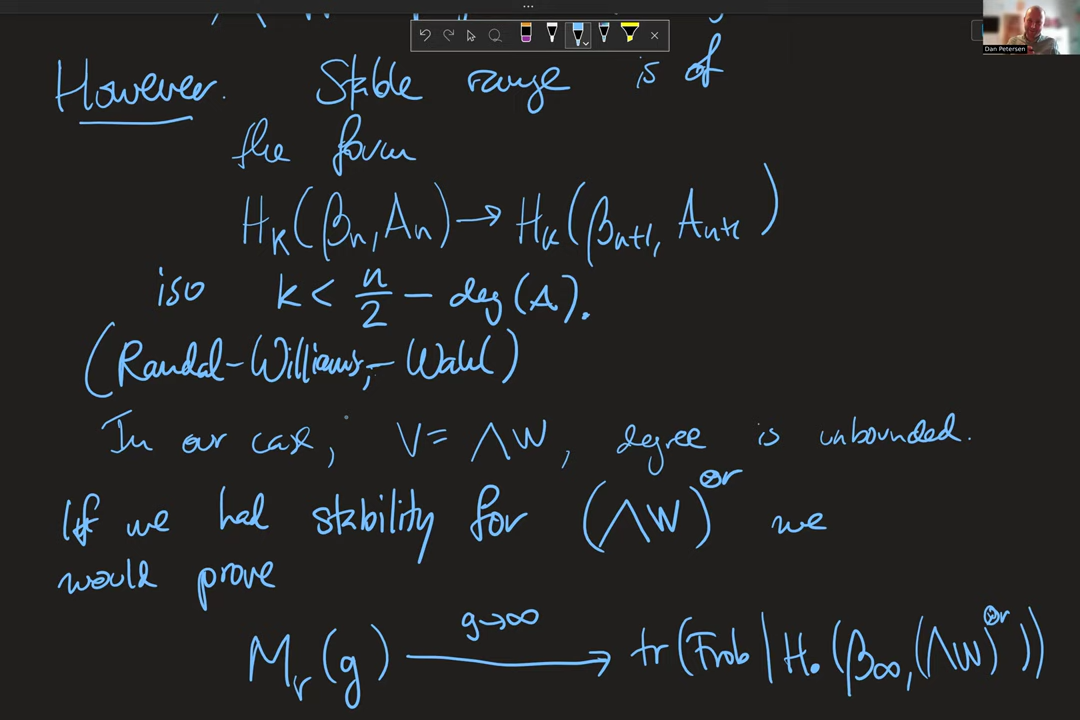 However. Stable range is of
the form
H_k(β_n, A_n) → H_k(β_{n+1}, A_{n+1})
iso k < n/2 − deg(A).
(Randal-Williams, - Wahl)
In our case, V = ΛW, degree is unbounded.
If we had stability for (ΛW)^{⊗r} we
would prove
M_r(g) —g→∞→ tr(Frob | H_•(β_∞, (ΛW)^{⊗r}))
Dan Petersen